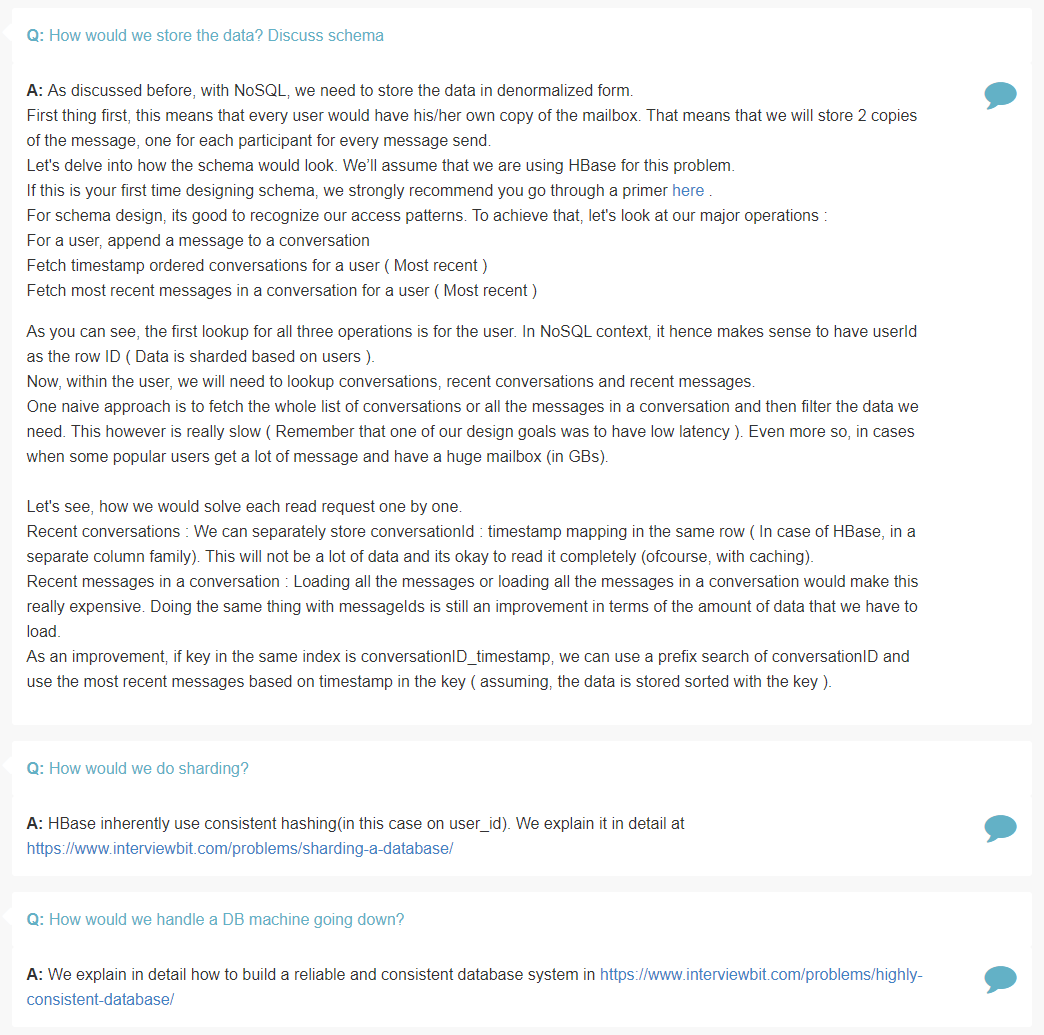 Q: How would we store the data? Discuss schema
A: As discussed before, with NoSQL, we need to store the data in denormalized form.
First thing first, this means that every user would have his/her own copy of the mailbox. That means that we will store 2 copies
of the message, one for each participant for every message send.
Let's delve into how the schema would look. We’ll assume that we are using HBase for this problem.
If this is your first time designing schema, we strongly recommend you go through a primer here .
For schema design, its good to recognize our access patterns. To achieve that, let's look at our major operations :
For a user, append a message to a conversation
Fetch timestamp ordered conversations for a user ( Most recent )
Fetch most recent messages in a conversation for a user ( Most recent )
As you can see, the first lookup for all three operations is for the user. In NoSQL context, it hence makes sense to have userId
as the row ID ( Data is sharded based on users ).
Now, within the user, we will need to lookup conversations, recent conversations and recent messages.
One naive approach is to fetch the whole list of conversations or all the messages in a conversation and then filter the data we
need. This however is really slow ( Remember that one of our design goals was to have low latency ). Even more so, in cases
when some popular users get a lot of message and have a huge mailbox (in GBs).
Let's see, how we would solve each read request one by one.
Recent conversations : We can separately store conversationId : timestamp mapping in the same row ( In case of HBase, in a
separate column family). This will not be a lot of data and its okay to read it completely (ofcourse, with caching).
Recent messages in a conversation : Loading all the messages or loading all the messages in a conversation would make this
really expensive. Doing the same thing with messageIds is still an improvement in terms of the amount of data that we have to
load.
As an improvement, if key in the same index is conversationID_timestamp, we can use a prefix search of conversationID and
use the most recent messages based on timestamp in the key ( assuming, the data is stored sorted with the key ).
Q: How would we do sharding?
A: HBase inherently use consistent hashing(in this case on user_id). We explain it in detail at
https://www.interviewbit.com/problems/sharding-a-database/
Q: How would we handle a DB machine going down?
A: We explain in detail how to build a reliable and consistent database system in https://www.interviewbit.com/problems/highly-
consistent-database/